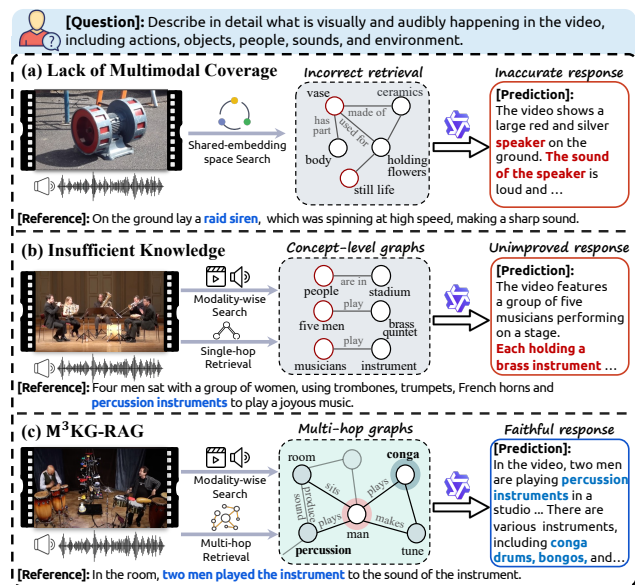 [Question]: Describe in detail what is visually and audibly happening in the video,
including actions, objects, people, sounds, and environment.
(a) Lack of Multimodal Coverage
Incorrect retrieval
Inaccurate response
Shared-embedding
space Search
vase
ceramics
made of
has
part
used for
body
holding
flowers
still life
[Prediction]:
The video shows a
large red and silver
speaker on the
ground. The sound
of the speaker is
loud and ...
[Reference]: On the ground lay a raid siren, which was spinning at high speed, making a sharp sound.
(b) Insufficient Knowledge
Concept-level graphs
Unimproved response
Modality-wise
Search
Single-hop
Retrieval
people
are in
stadium
five men
play
brass
quintet
musicians
play
instrument
[Prediction]:
The video features
a group of five
musicians performing
on a stage.
Each holding a
brass instrument ...
[Reference]: Four men sat with a group of women, using trombones, trumpets, French horns and
percussion instruments to play a joyous music.
(c) M³KG-RAG
Multi-hop graphs
Faithful response
Modality-wise
Search
Multi-hop
Retrieval
room
conga
sits
plays
produce
sound
plays
man
makes
percussion
tune
[Prediction]:
In the video, two men
are playing percussion
instruments in a
studio ... There are
various instruments,
including conga
drums, bongos, and...
[Reference]: In the room, two men played the instrument to the sound of the instrument.